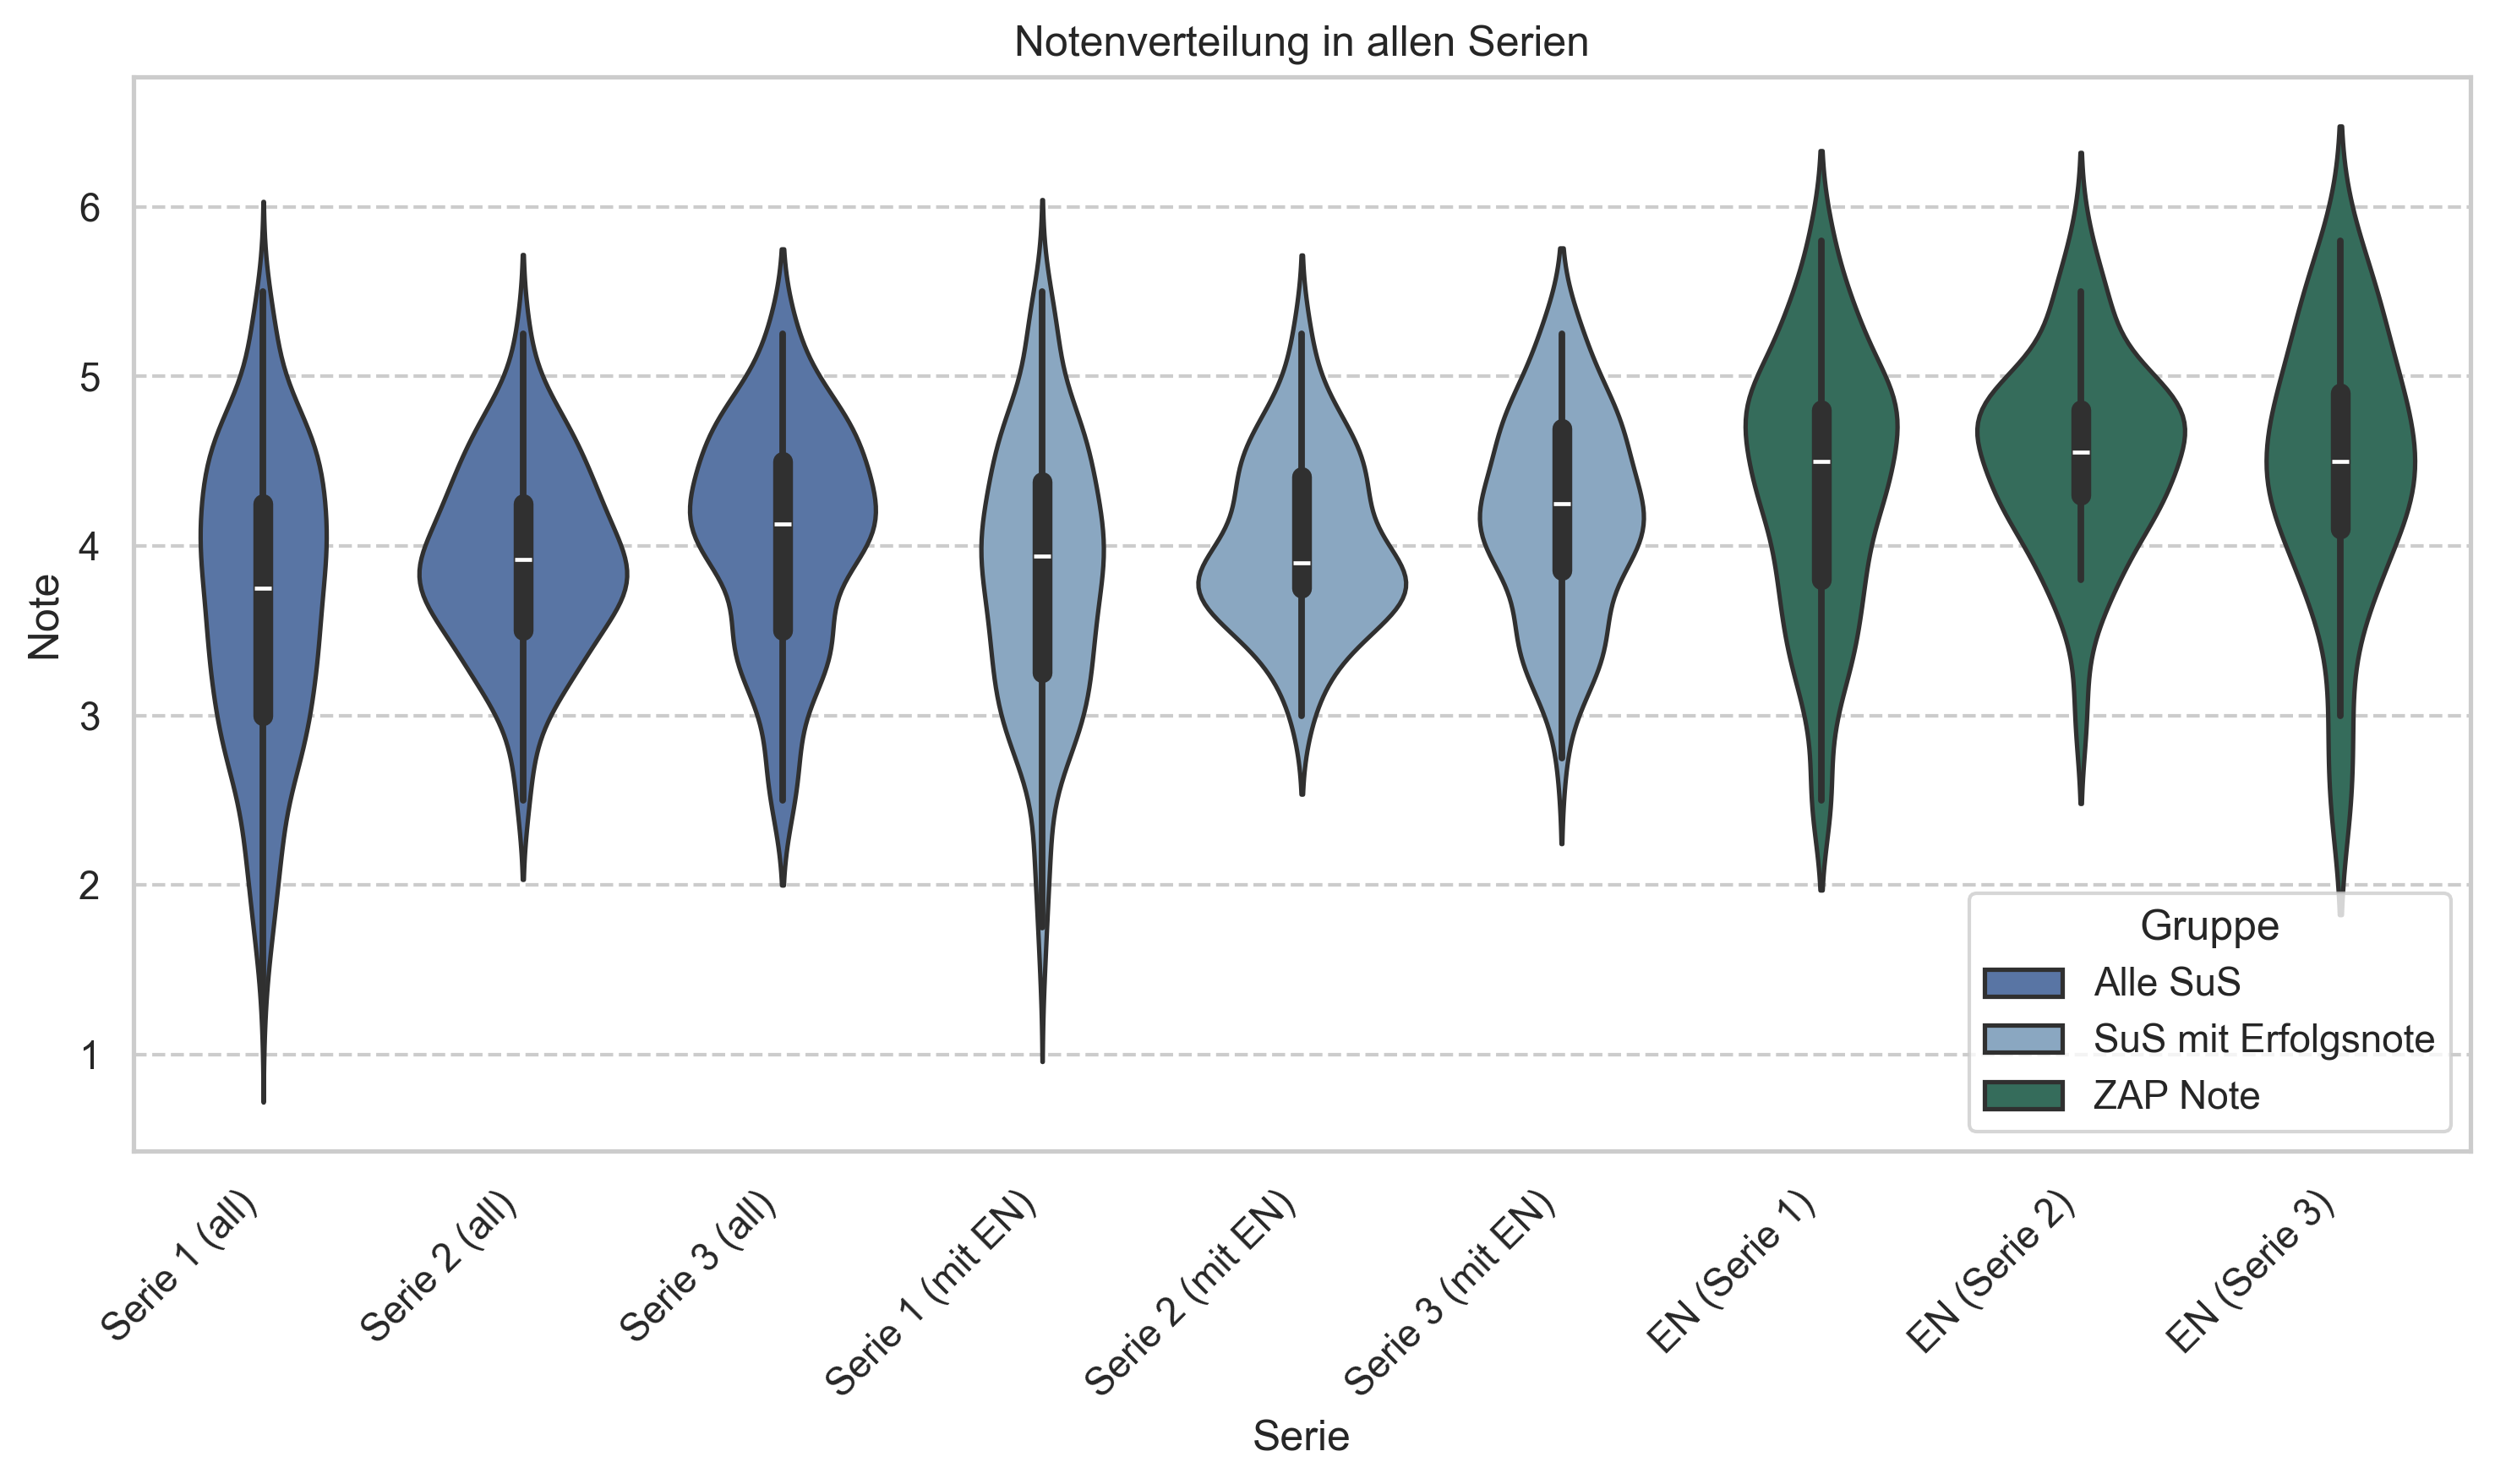 Notenverteilung in allen Serien
Note
6
5
4
3
2
1
Gruppe
Alle SuS
SuS mit Erfolgsnote
ZAP Note
Serie 1 (all)
Serie 2 (all)
Serie 3 (all)
Serie 1 (mit EN)
Serie 2 (mit EN)
Serie 3 (mit EN)
EN (Serie 1)
EN (Serie 2)
EN (Serie 3)
Serie